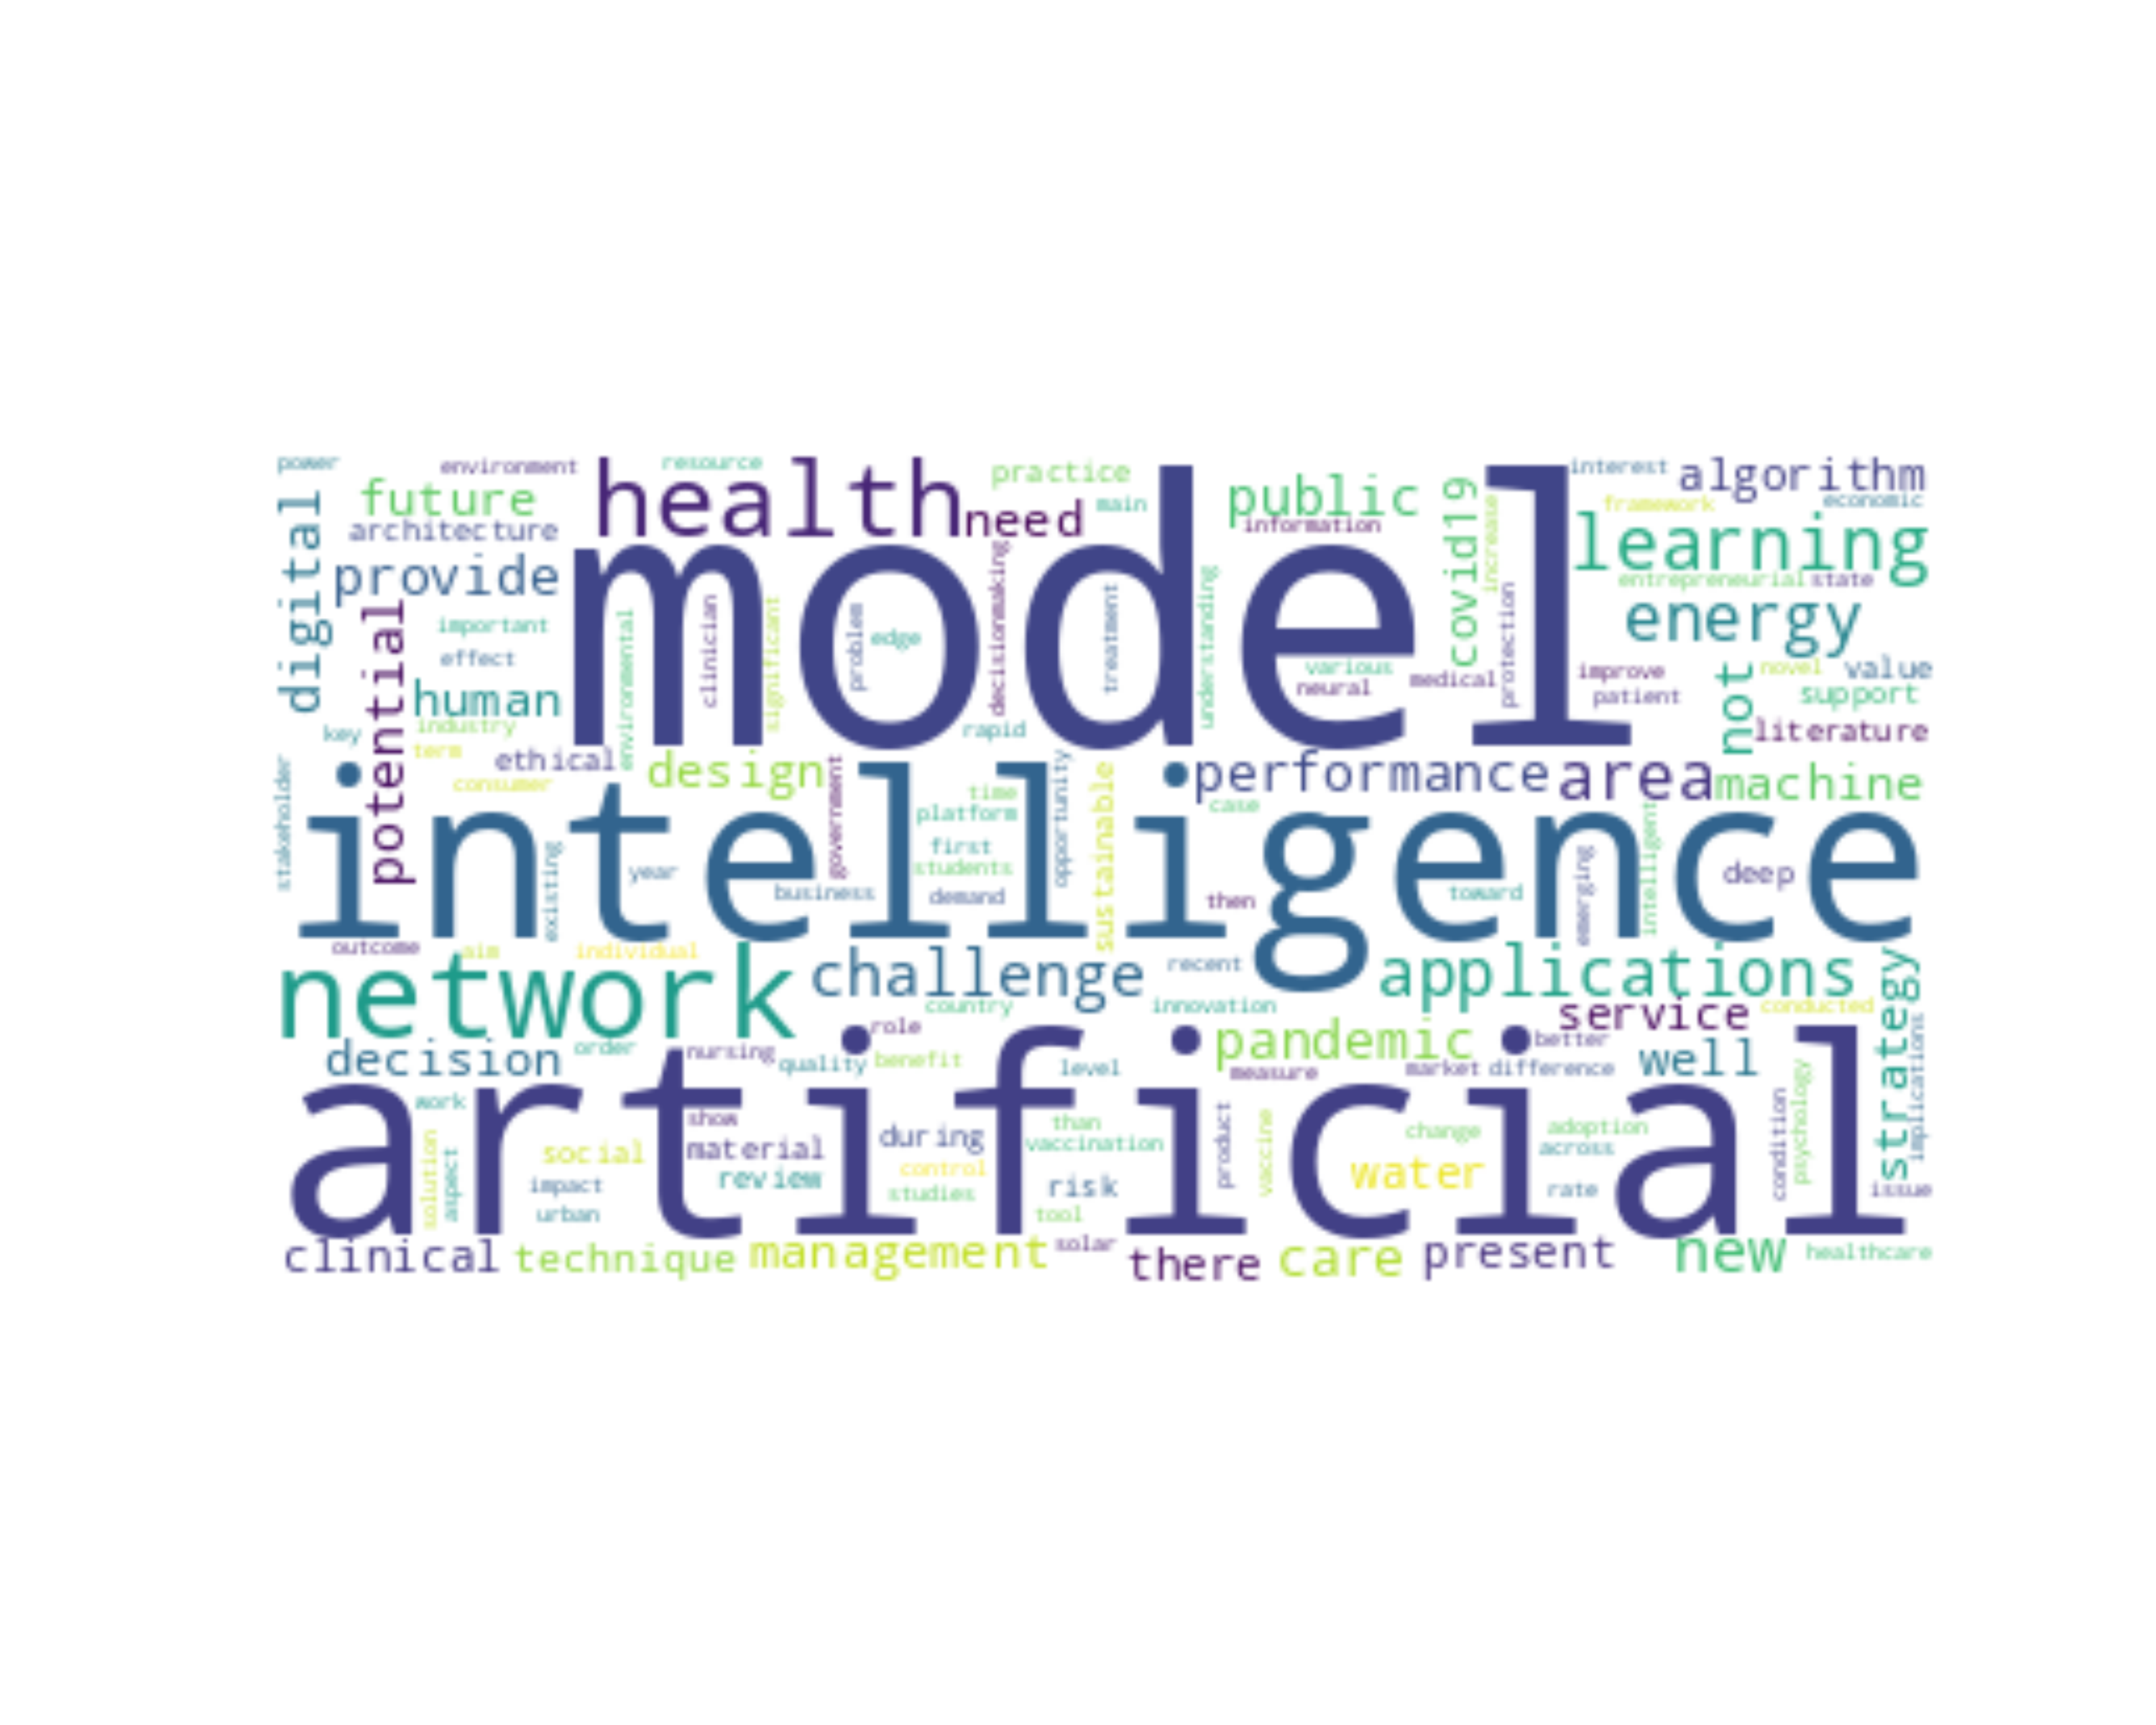 power environment resource practice interest algorithm
future health main public covid19 framework economic
digital architecture need information increase learning
provide model entrepreneurial state
potential important environmental clinician significant problem edge decisionmaking treatment understanding protection energy
effect various neural medical improve novel value
human patient not support
key industry rapid literature
term ethical design performance area machine
stakeholder consumer government time opportunity sustainable case
intelligence platform
existing year first emerging intelligent deep
students business demand then toward
outcome aim individual
network challenge recent applications strategy
country innovation service conducted
role pandemic better
decision order nursing quality benefit level measure market difference well implications
artificial
work show than product vaccine change adoption condition psychology
solution aspect social material during vaccination across
impact review control studies risk water rate issue
urban tool
clinical technique management solar there care present new healthcare